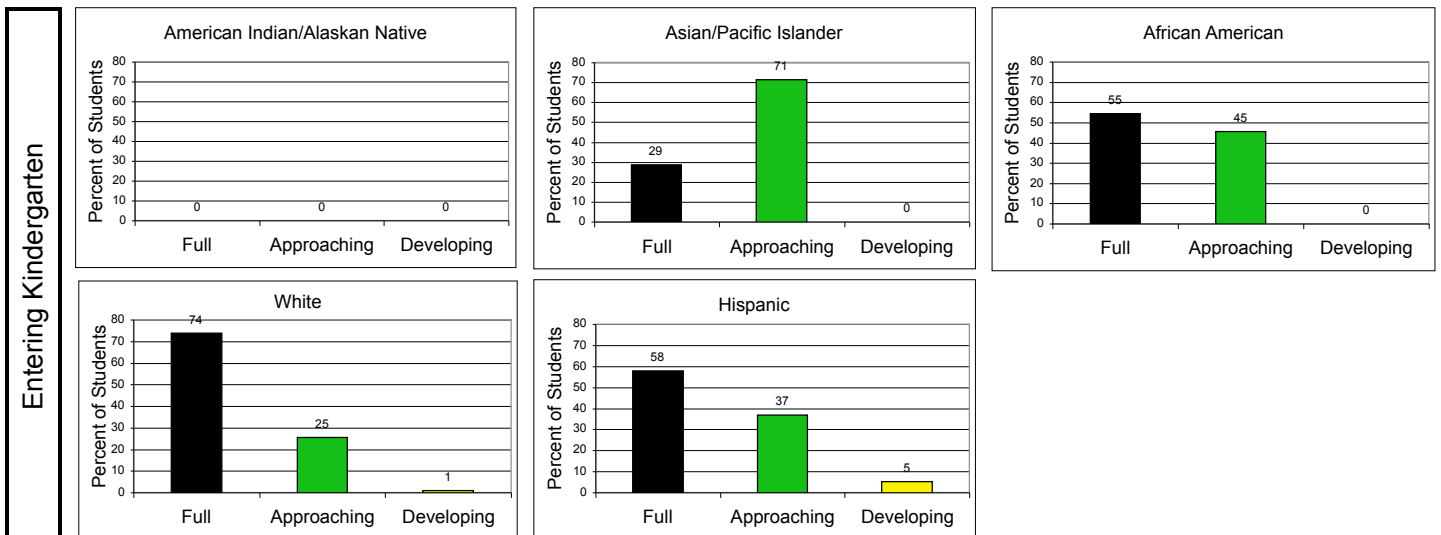 Entering Kindergarten
American Indian/Alaskan Native
Percent of Students
80
70
60
50
40
30
20
10
0
0 0 0
Full Approaching Developing
Asian/Pacific Islander
Percent of Students
80
70
60
50
40
30
20
10
0
29 71 0
Full Approaching Developing
African American
Percent of Students
80
70
60
50
40
30
20
10
0
55 45 0
Full Approaching Developing
White
Percent of Students
80
70
60
50
40
30
20
10
0
74 25 1
Full Approaching Developing
Hispanic
Percent of Students
80
70
60
50
40
30
20
10
0
58 37 5
Full Approaching Developing